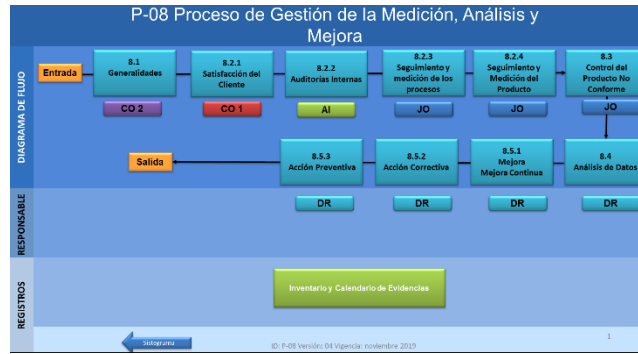 P-08 Proceso de Gestión de la Medición, Análisis y
Mejora
DIAGRAMA DE FLUJO
Entrada
8.1
Generalidades
8.2.1
Satisfacción del
Cliente
8.2.2
Auditorias Internas
8.2.3
Seguimiento y
medición de los
procesos
8.2.4
Seguimiento y
Medición del
Producto
8.3
Control del
Producto No
Conforme
CO 2
CO 1
AI
JO
JO
JO
Salida
8.5.3
Acción Preventiva
8.5.2
Acción Correctiva
8.5.1
Mejora
Mejora Continua
8.4
Análisis de Datos
RESPONSABLE
DR
DR
DR
DR
REGISTROS
Inventario y Calendario de Evidencias
Histograma
ID: P-08 Versión: 04 Vigencia: noviembre 2019
1